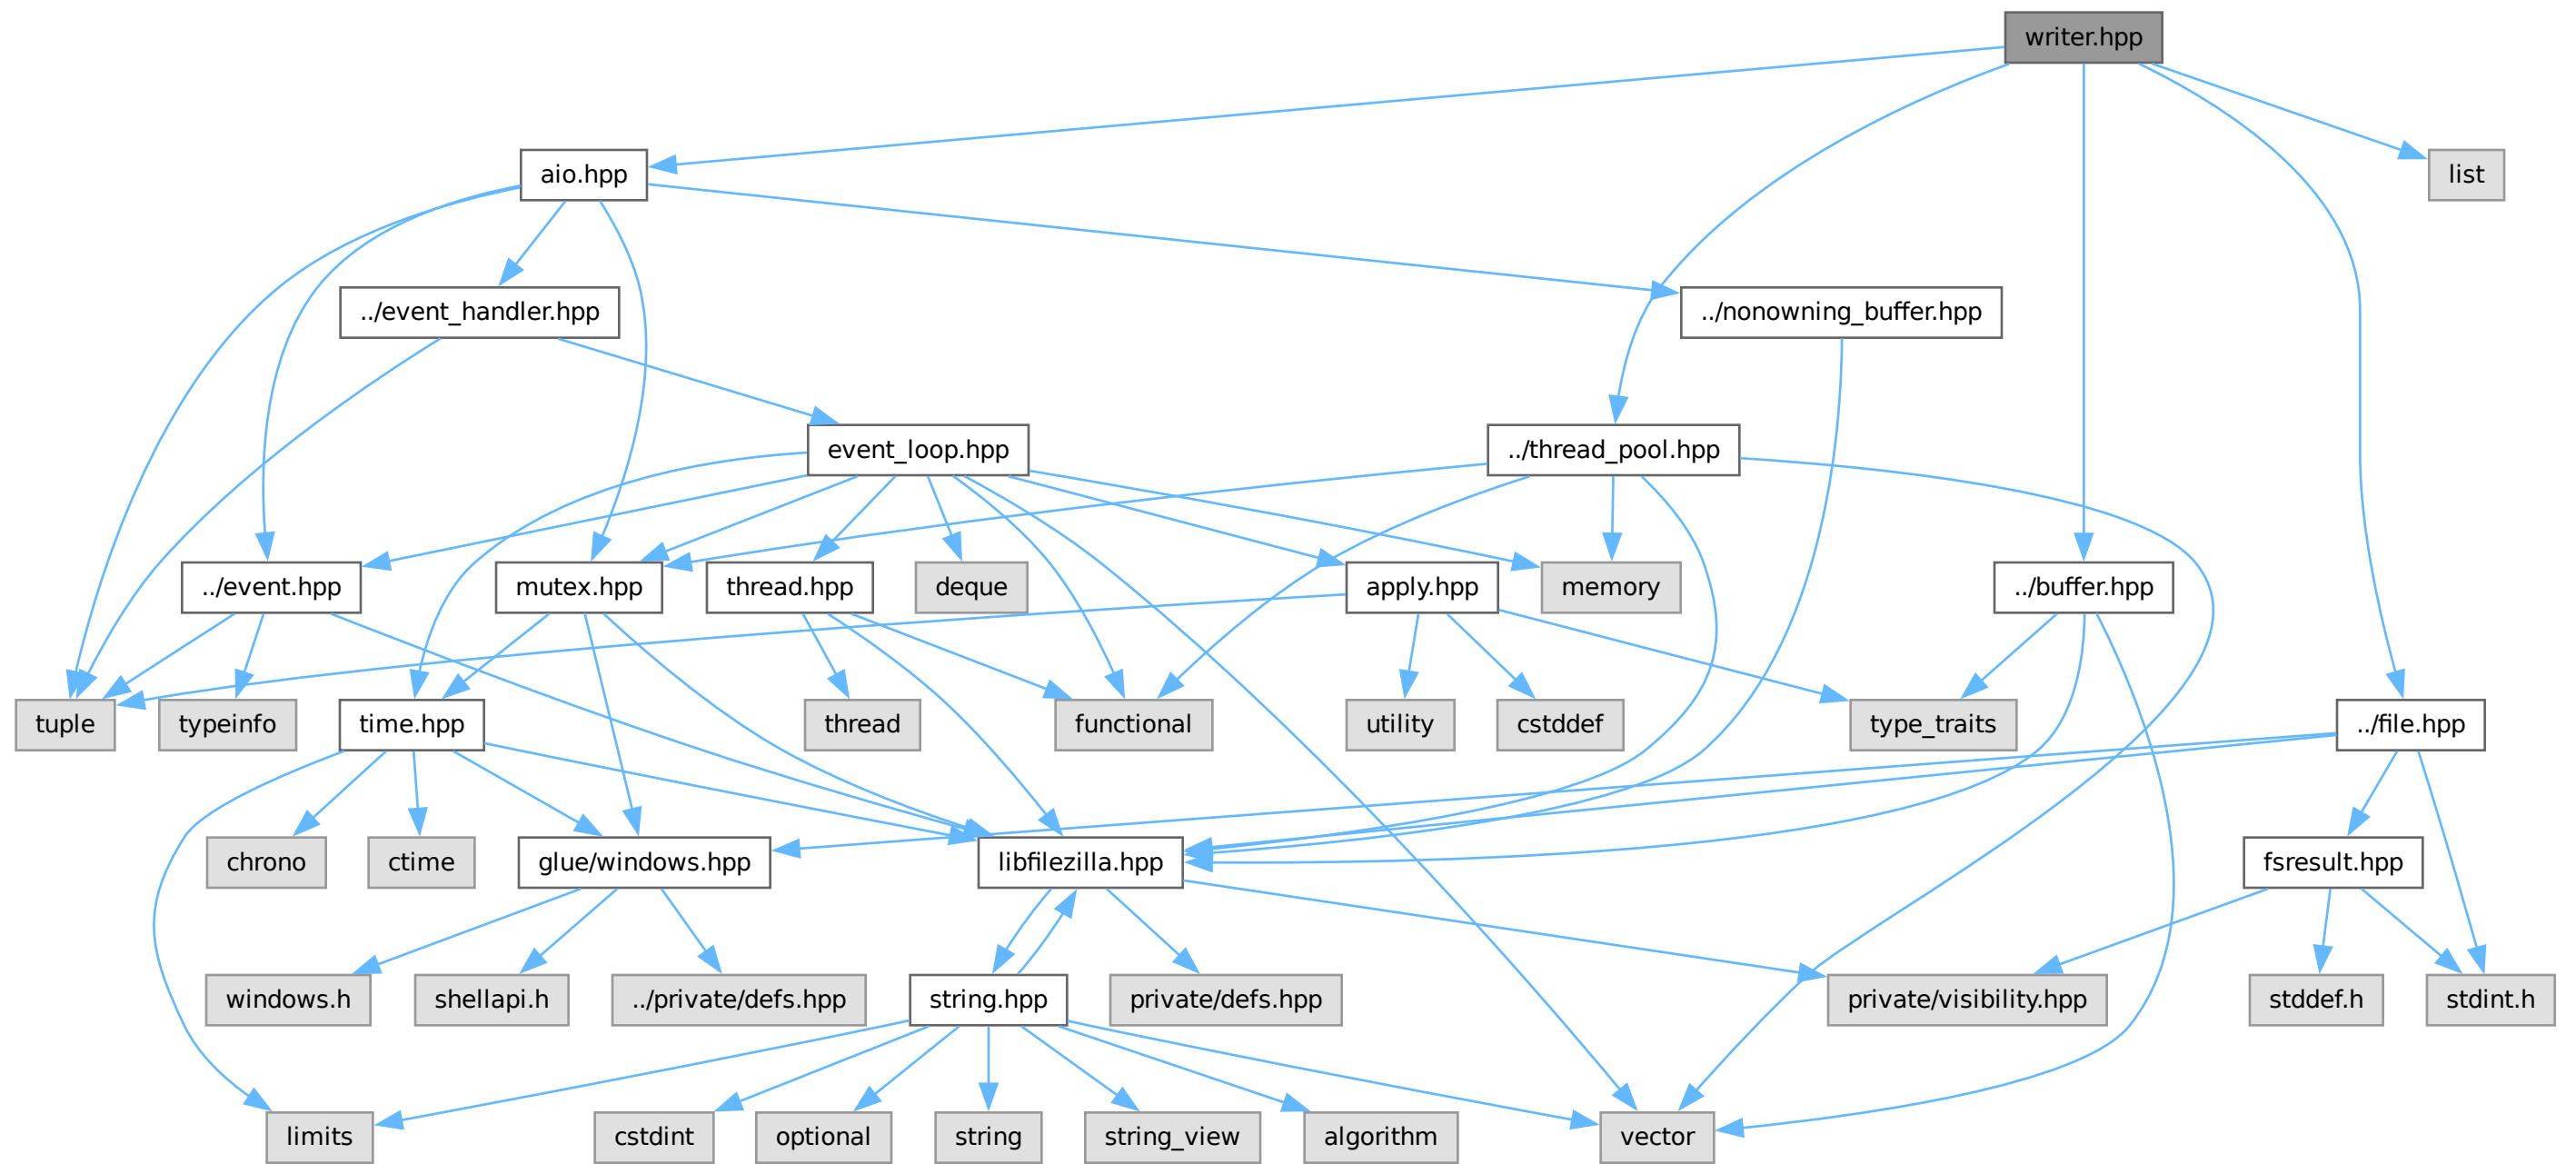 writer.hpp
aio.hpp
list
../event_handler.hpp
../nonowning_buffer.hpp
event_loop.hpp
../thread_pool.hpp
../event.hpp
mutex.hpp
thread.hpp
deque
apply.hpp
memory
../buffer.hpp
tuple
typeinfo
time.hpp
thread
functional
utility
cstddef
type_traits
../file.hpp
chrono
ctime
glue/windows.hpp
libfilezilla.hpp
fsresult.hpp
windows.h
shellapi.h
../private/defs.hpp
string.hpp
private/defs.hpp
private/visibility.hpp
stddef.h
stdint.h
limits
cstdint
optional
string
string_view
algorithm
vector